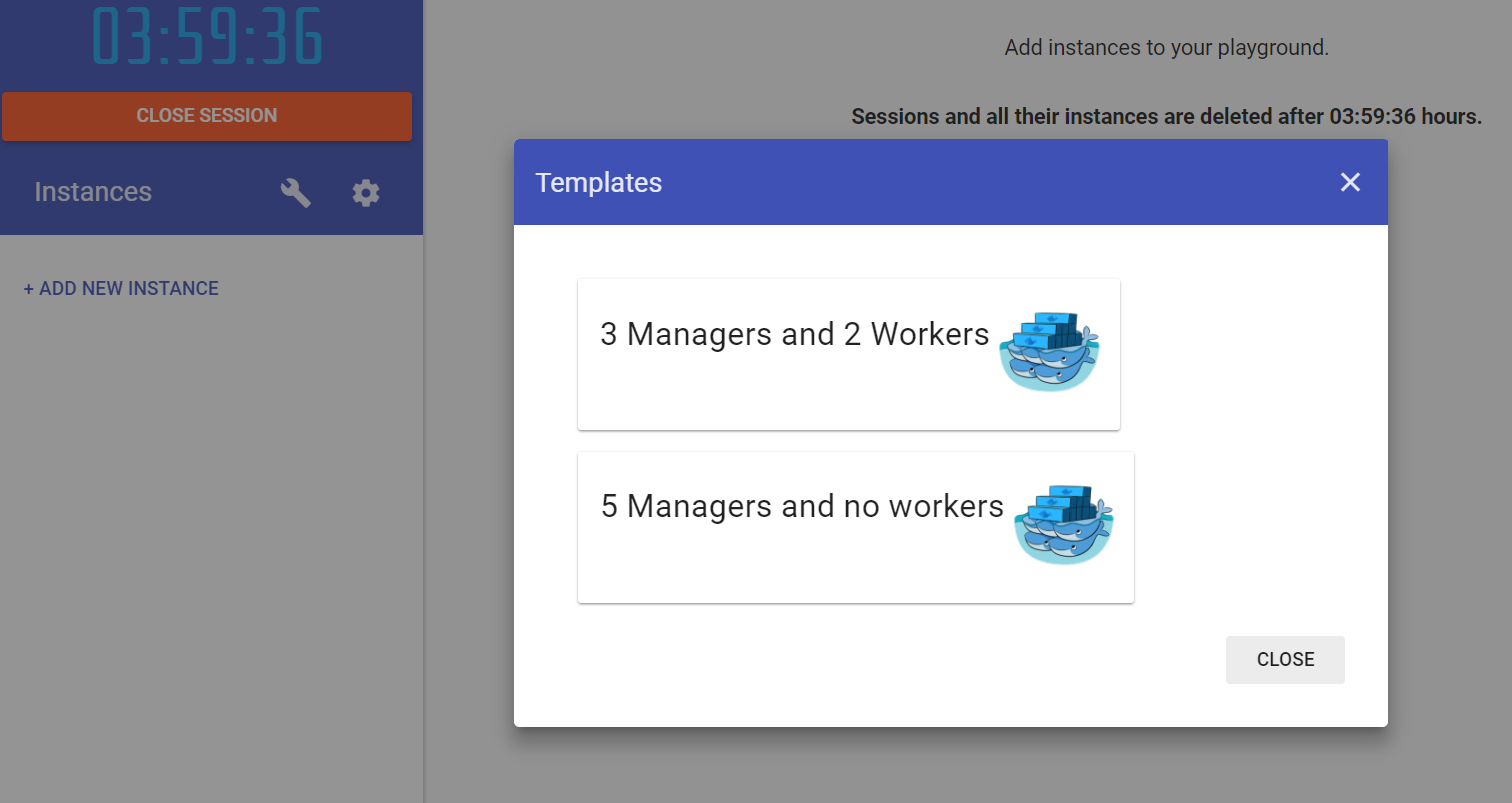 03:59:36
CLOSE SESSION
Instances
+ ADD NEW INSTANCE
Add instances to your playground.
Sessions and all their instances are deleted after 03:59:36 hours.
Templates
3 Managers and 2 Workers
5 Managers and no workers
CLOSE